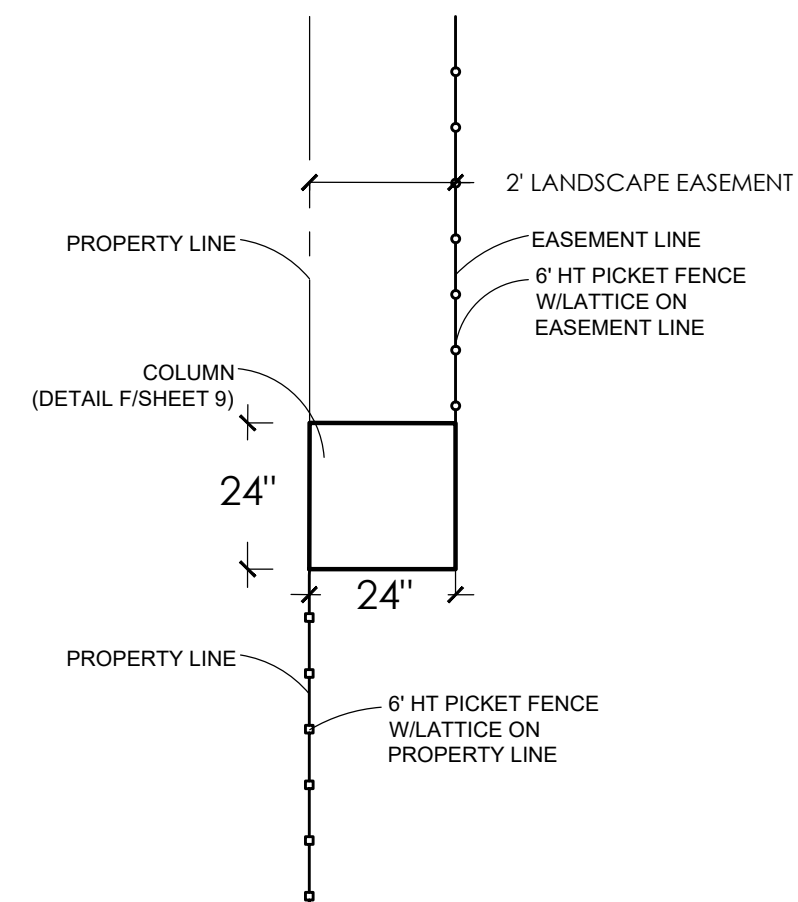 2' LANDSCAPE EASEMENT
PROPERTY LINE
EASEMENT LINE
6' HT PICKET FENCE
W/LATTICE ON
EASEMENT LINE
COLUMN
(DETAIL F/SHEET 9)
24"
24"
PROPERTY LINE
6' HT PICKET FENCE
W/LATTICE ON
PROPERTY LINE